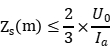 Zₛ(m) ≤ 2/3 × U₀/Iₐ